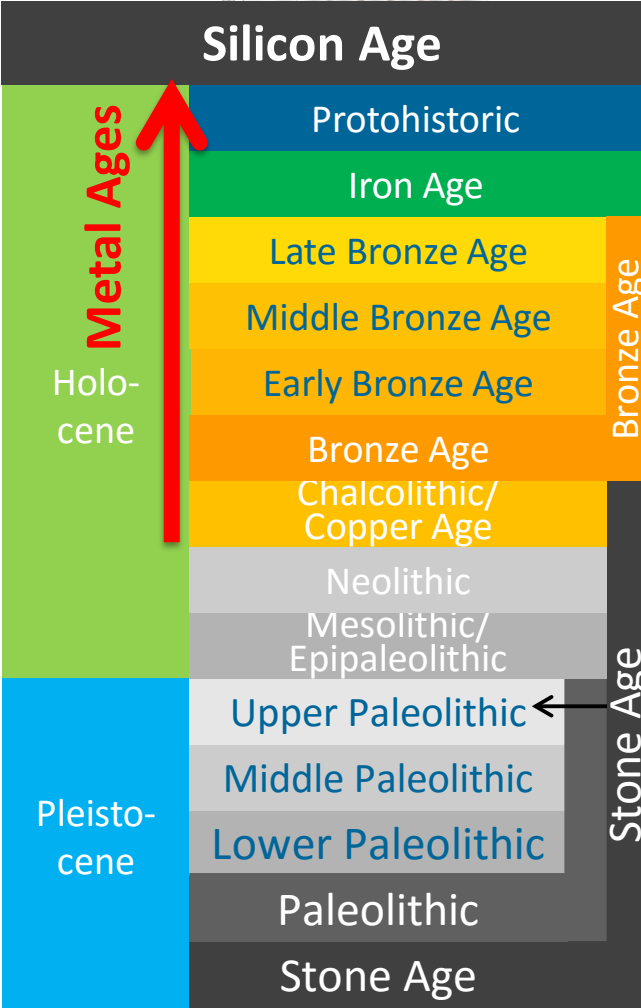 Silicon Age
Metal Ages
Protohistoric
Iron Age
Late Bronze Age
Middle Bronze Age
Early Bronze Age
Bronze Age
Bronze Age
Holo-
cene
Chalcolithic/
Copper Age
Neolithic
Mesolithic/
Epipaleolithic
Stone Age
Upper Paleolithic
Middle Paleolithic
Lower Paleolithic
Pleisto-
cene
Paleolithic
Stone Age